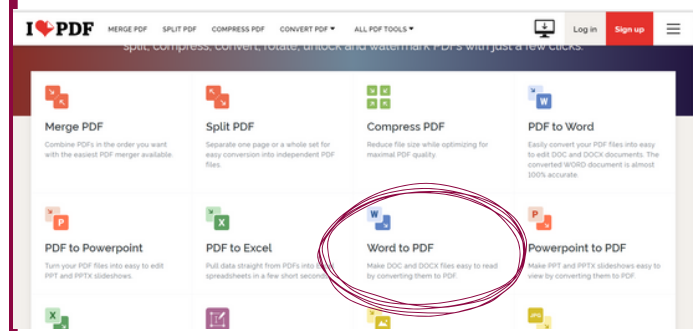 I PDF MERGE PDF SPLIT PDF COMPRESS PDF CONVERT PDF ALL PDF TOOLS Log in Sign up
split, compress, convert, rotate, unlock and watermark PDFs with just a few clicks.
Merge PDF
Combine PDFs in the order you want
with the easiest PDF merger available.
Split PDF
Separate one page or a whole set for
easy conversion into independent PDF
files.
Compress PDF
Reduce file size while optimizing for
maximal PDF quality.
W
PDF to Word
Easily convert your PDF files into easy
to edit DOC and DOCX documents. The
converted WORD document is almost
100% accurate.
P
PDF to Powerpoint
Turn your PDF files into easy to edit
PPT and PPTX slideshows.
X
PDF to Excel
Pull data straight from PDFs into
spreadsheets in a few short seconds.
W
Word to PDF
Make DOC and DOCX files easy to read
by converting them to PDF.
P
Powerpoint to PDF
Make PPT and PPTX slideshows easy to
view by converting them to PDF.
X
JPG